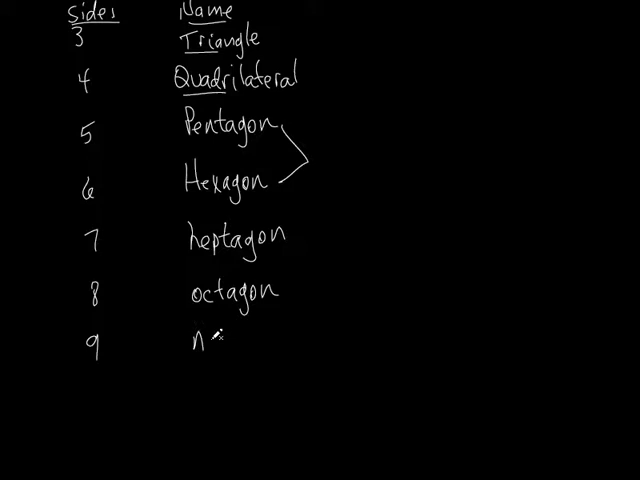 Sides Name
3 Triangle
4 Quadrilateral
5 Pentagon
6 Hexagon
7 heptagon
8 octagon
9 n